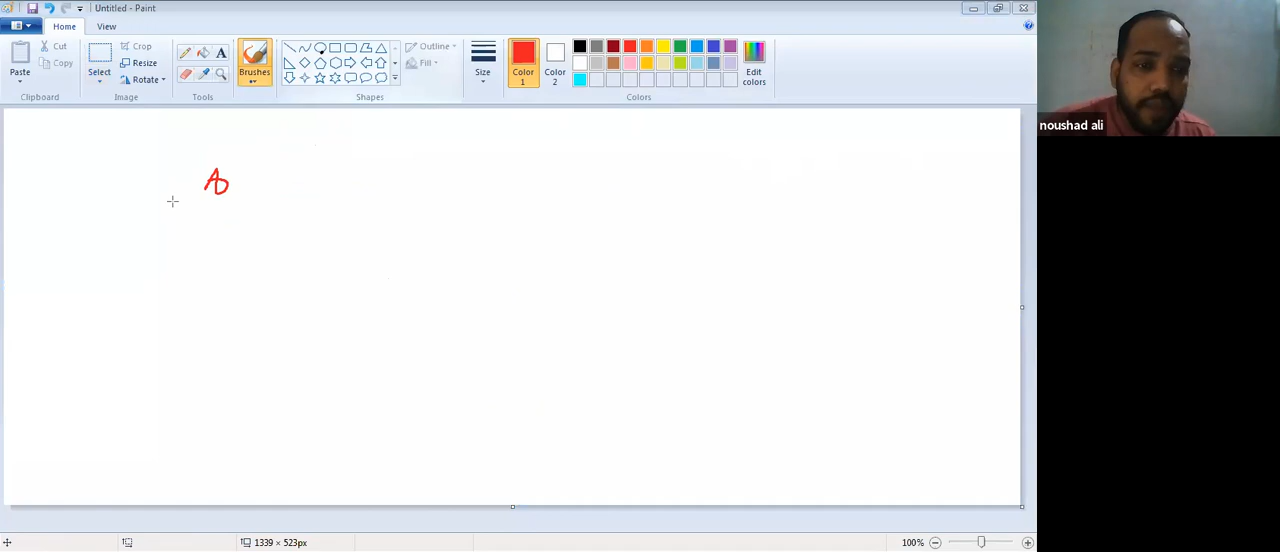 Untitled - Paint
Home View
Paste
Cut
Copy
Clipboard
Select
Crop
Resize
Rotate
Image
Tools
Brushes
Outline
Fill
Shapes
Size
Color 1
Color 2
Edit colors
Colors
noushad ali
1339 × 523px
100%